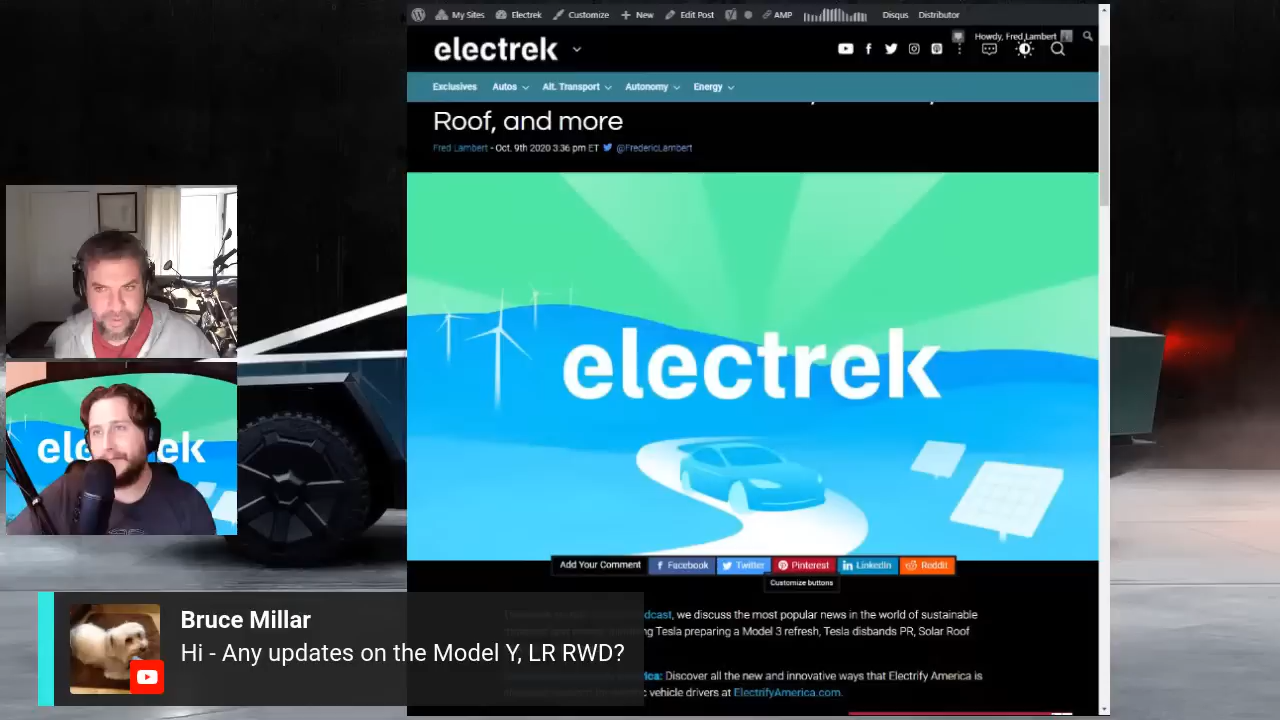 My Sites Electrek Customize New Edit Post AMP Disqus Distributor
Howdy, Fred Lambert
electrek
Exclusives Autos Alt. Transport Autonomy Energy
Roof, and more
Fred Lambert - Oct. 9th 2020 3:36 pm ET @FredericLambert
electrek
Add Your Comment Facebook Twitter Pinterest LinkedIn Reddit
Customize buttons
dcast, we discuss the most popular news in the world of sustainable
Tesla preparing a Model 3 refresh, Tesla disbands PR, Solar Roof
Discover all the new and innovative ways that Electrify America is
vehicle drivers at ElectrifyAmerica.com.
Bruce Millar
Hi - Any updates on the Model Y, LR RWD?